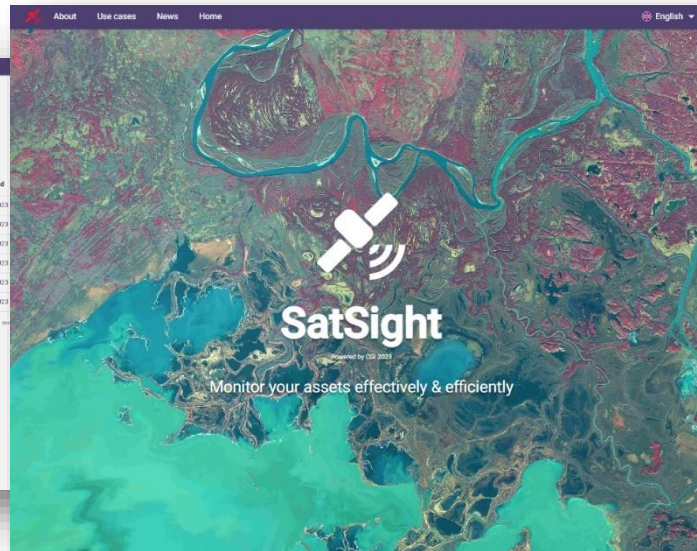 About Use cases News Home English
SatSight
Powered by CGI 2023
Monitor your assets effectively & efficiently